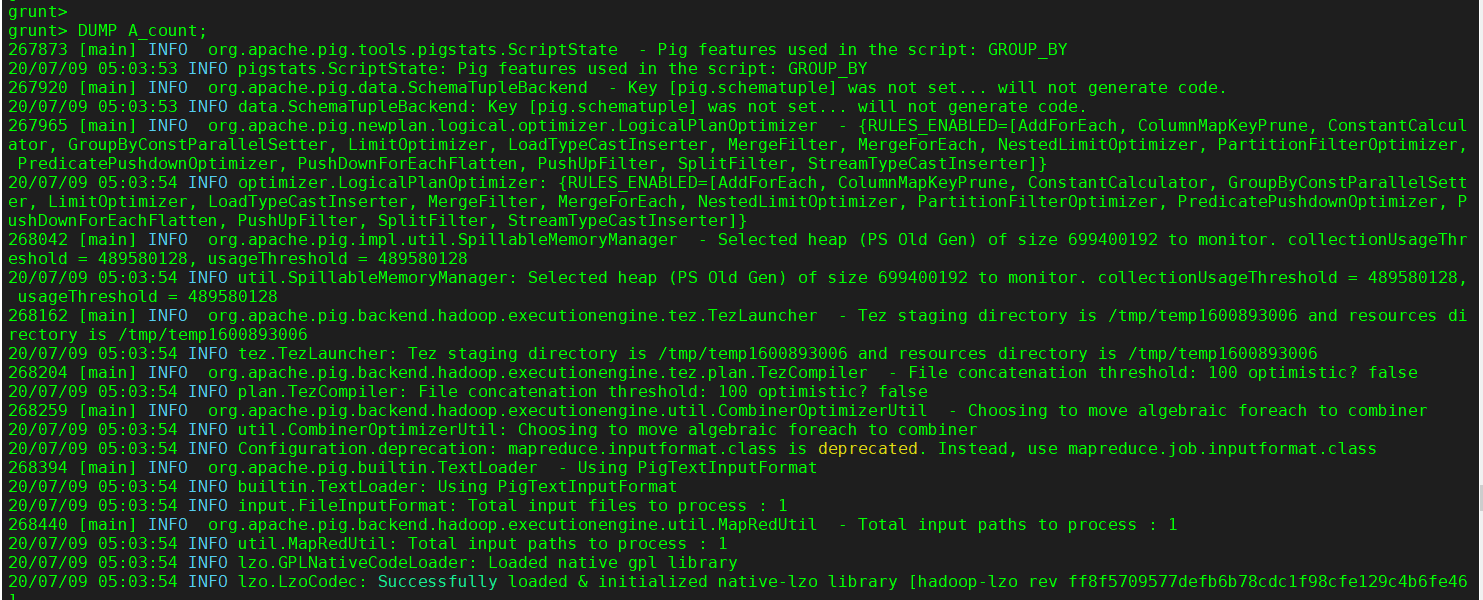 grunt>
grunt> DUMP A_count;
267873 [main] INFO  org.apache.pig.tools.pigstats.ScriptState  - Pig features used in the script: GROUP_BY
20/07/09 05:03:53 INFO pigstats.ScriptState: Pig features used in the script: GROUP_BY
267920 [main] INFO  org.apache.pig.data.SchemaTupleBackend  - Key [pig.schematuple] was not set... will not generate code.
20/07/09 05:03:53 INFO data.SchemaTupleBackend: Key [pig.schematuple] was not set... will not generate code.
267965 [main] INFO  org.apache.pig.newplan.logical.optimizer.LogicalPlanOptimizer  - {RULES_ENABLED=[AddForEach, ColumnMapKeyPrune, ConstantCalcul
ator, GroupByConstParallelSetter, LimitOptimizer, LoadTypeCastInserter, MergeFilter, MergeForEach, NestedLimitOptimizer, PartitionFilterOptimizer,
 PredicatePushdownOptimizer, PushDownForEachFlatten, PushUpFilter, SplitFilter, StreamTypeCastInserter]}
20/07/09 05:03:54 INFO optimizer.LogicalPlanOptimizer: {RULES_ENABLED=[AddForEach, ColumnMapKeyPrune, ConstantCalculator, GroupByConstParallelSett
er, LimitOptimizer, LoadTypeCastInserter, MergeFilter, MergeForEach, NestedLimitOptimizer, PartitionFilterOptimizer, PredicatePushdownOptimizer, P
ushDownForEachFlatten, PushUpFilter, SplitFilter, StreamTypeCastInserter]}
268042 [main] INFO  org.apache.pig.impl.util.SpillableMemoryManager  - Selected heap (PS Old Gen) of size 699400192 to monitor. collectionUsageThr
eshold = 489580128, usageThreshold = 489580128
20/07/09 05:03:54 INFO util.SpillableMemoryManager: Selected heap (PS Old Gen) of size 699400192 to monitor. collectionUsageThreshold = 489580128,
 usageThreshold = 489580128
268162 [main] INFO  org.apache.pig.backend.hadoop.executionengine.tez.TezLauncher  - Tez staging directory is /tmp/temp1600893006 and resources di
rectory is /tmp/temp1600893006
20/07/09 05:03:54 INFO tez.TezLauncher: Tez staging directory is /tmp/temp1600893006 and resources directory is /tmp/temp1600893006
268204 [main] INFO  org.apache.pig.backend.hadoop.executionengine.tez.plan.TezCompiler  - File concatenation threshold: 100 optimistic? false
20/07/09 05:03:54 INFO plan.TezCompiler: File concatenation threshold: 100 optimistic? false
268259 [main] INFO  org.apache.pig.backend.hadoop.executionengine.util.CombinerOptimizerUtil  - Choosing to move algebraic foreach to combiner
20/07/09 05:03:54 INFO util.CombinerOptimizerUtil: Choosing to move algebraic foreach to combiner
20/07/09 05:03:54 INFO Configuration.deprecation: mapreduce.inputformat.class is deprecated. Instead, use mapreduce.job.inputformat.class
268394 [main] INFO  org.apache.pig.builtin.TextLoader  - Using PigTextInputFormat
20/07/09 05:03:54 INFO builtin.TextLoader: Using PigTextInputFormat
20/07/09 05:03:54 INFO input.FileInputFormat: Total input files to process : 1
268440 [main] INFO  org.apache.pig.backend.hadoop.executionengine.util.MapRedUtil  - Total input paths to process : 1
20/07/09 05:03:54 INFO util.MapRedUtil: Total input paths to process : 1
20/07/09 05:03:54 INFO lzo.GPLNativeCodeLoader: Loaded native gpl library
20/07/09 05:03:54 INFO lzo.LzoCodec: Successfully loaded & initialized native-lzo library [hadoop-lzo rev ff8f5709577defb6b78cdc1f98cfe129c4b6fe46
]